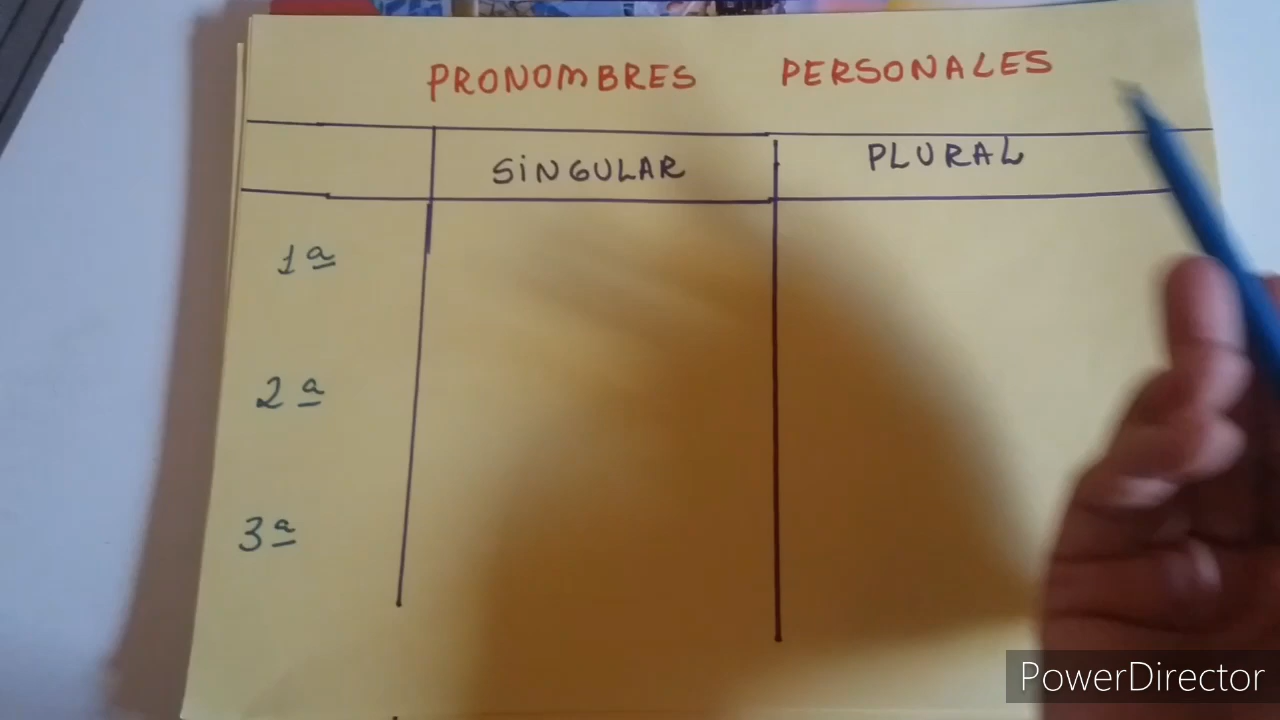 PRONOMBRES PERSONALES
SiNGULAR PLURAL
1ª
2ª
3ª
PowerDirector